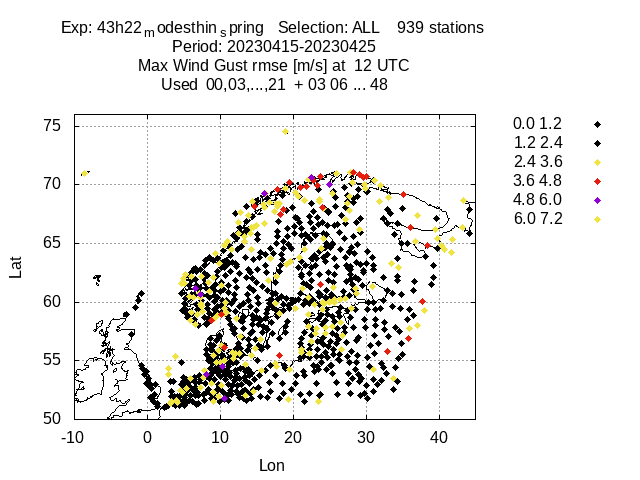 Exp: 43h22modesthinspring Selection: ALL 939 stations
Period: 20230415-20230425
Max Wind Gust rmse [m/s] at 12 UTC
Used 00,03,...,21 + 03 06 ... 48
75
70
65
60
55
50
-10 0 10 20 30 40
Lat
Lon
0.0 1.2
1.2 2.4
2.4 3.6
3.6 4.8
4.8 6.0
6.0 7.2